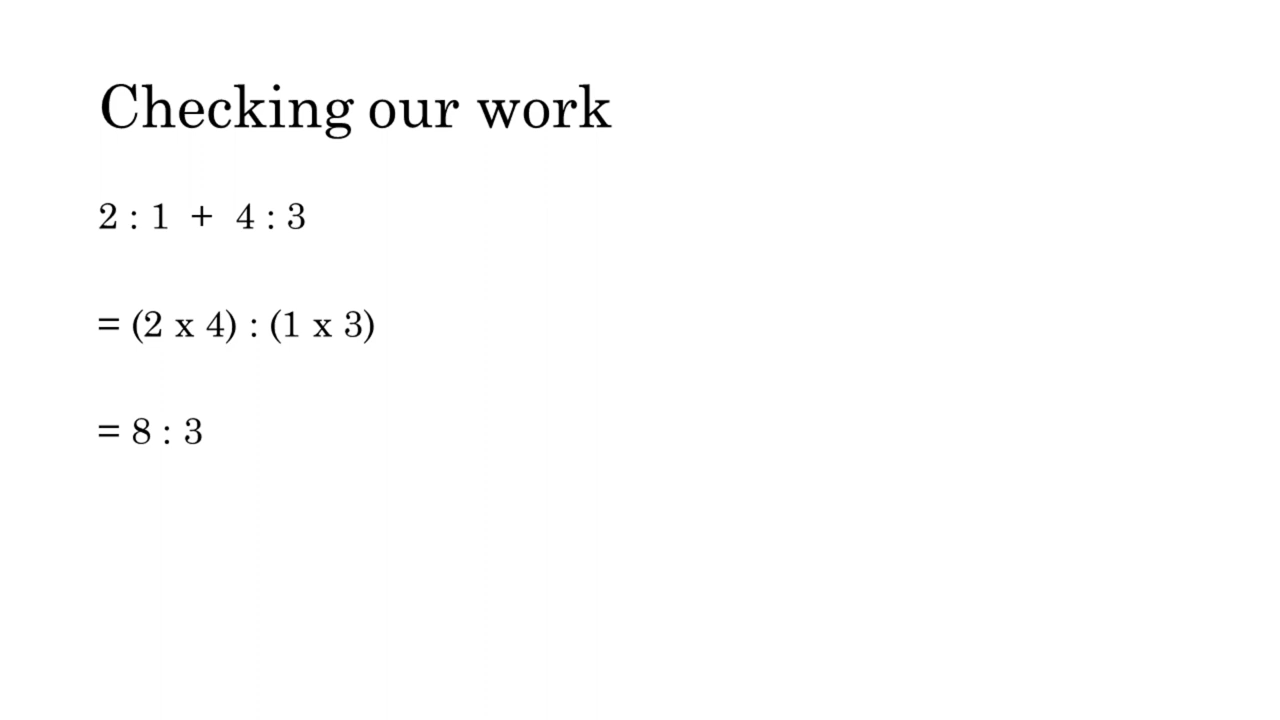 Checking our work
2 : 1 + 4 : 3
= (2 x 4) : (1 x 3)
= 8 : 3